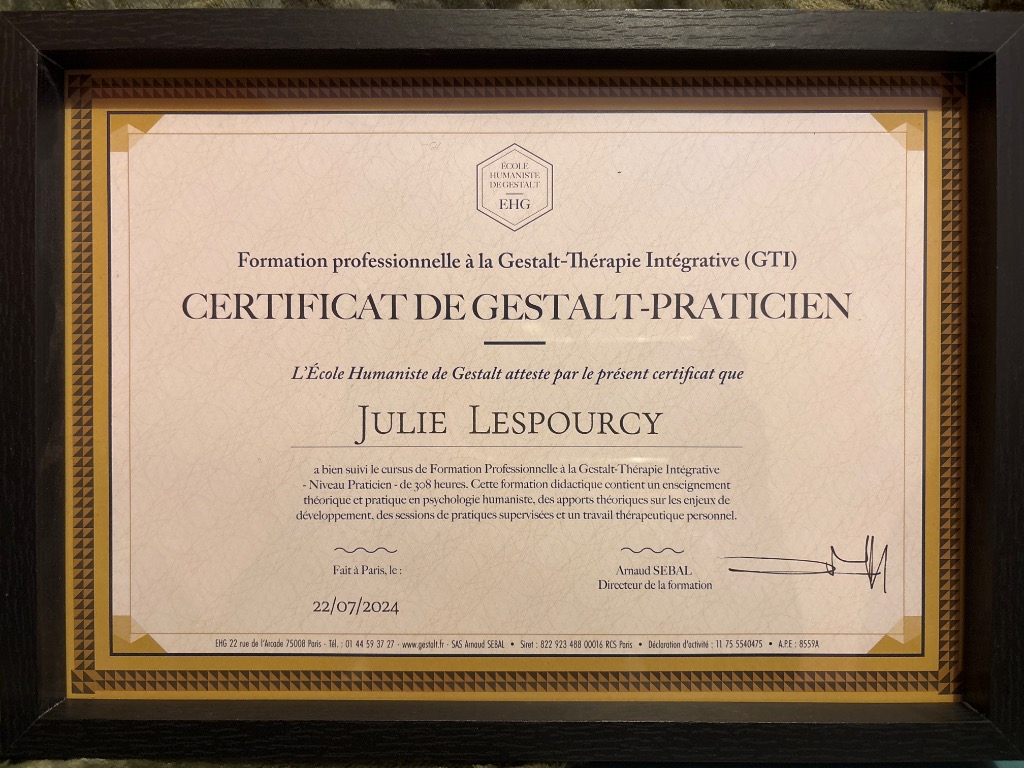 ÉCOLE
HUMANISTE
DE GESTALT
EHG
Formation professionnelle à la Gestalt-Thérapie Intégrative (GTI)
CERTIFICAT DE GESTALT-PRATICIEN
L'École Humaniste de Gestalt atteste par le présent certificat que
JULIE LESPOURCY
a bien suivi le cursus de Formation Professionnelle à la Gestalt-Thérapie Intégrative
- Niveau Praticien - de 308 heures. Cette formation didactique contient un enseignement
théorique et pratique en psychologie humaniste, des apports théoriques sur les enjeux de
développement, des sessions de pratiques supervisées et un travail thérapeutique personnel.
Fait à Paris, le :
22/07/2024
Arnaud SEBAL
Directeur de la formation
EHG 22 rue de l'Arcade 75008 Paris - Tél. : 01 44 59 37 27 - www.gestalt.fr - SAS Arnaud SEBAL • Siret : 822 923 488 00016 RCS Paris • Déclaration d'activité : 11 75 5540475 • A.P.E : 8559A